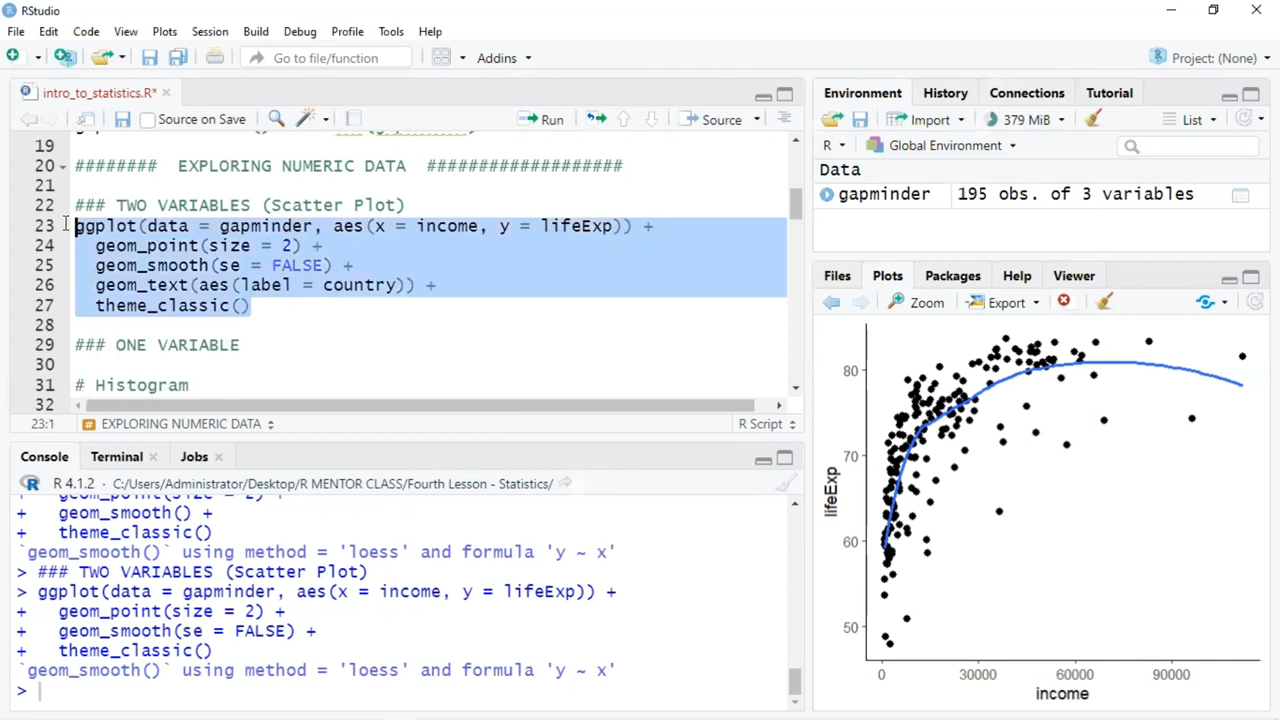 RStudio
File Edit Code View Plots Session Build Debug Profile Tools Help
Go to file/function Addins Project: (None)
intro_to_statistics.R*
Source on Save Run Source
19
20 ######## EXPLORING NUMERIC DATA ###################
21
22 ### TWO VARIABLES (Scatter Plot)
23 ggplot(data = gapminder, aes(x = income, y = lifeExp)) +
24 geom_point(size = 2) +
25 geom_smooth(se = FALSE) +
26 geom_text(aes(label = country)) +
27 theme_classic()
28
29 ### ONE VARIABLE
30
31 # Histogram
32
23:1 EXPLORING NUMERIC DATA R Script
Console Terminal Jobs
R 4.1.2 · C:/Users/Administrator/Desktop/R MENTOR CLASS/Fourth Lesson - Statistics/
+ geom_point(size = 2) +
+ geom_smooth() +
+ theme_classic()
`geom_smooth()` using method = 'loess' and formula 'y ~ x'
> ### TWO VARIABLES (Scatter Plot)
> ggplot(data = gapminder, aes(x = income, y = lifeExp)) +
+ geom_point(size = 2) +
+ geom_smooth(se = FALSE) +
+ theme_classic()
`geom_smooth()` using method = 'loess' and formula 'y ~ x'
>
Environment History Connections Tutorial
Import 379 MiB List
R Global Environment
Data
gapminder 195 obs. of 3 variables
Files Plots Packages Help Viewer
Zoom Export
80
70
60
50
lifeExp
0 30000 60000 90000
income